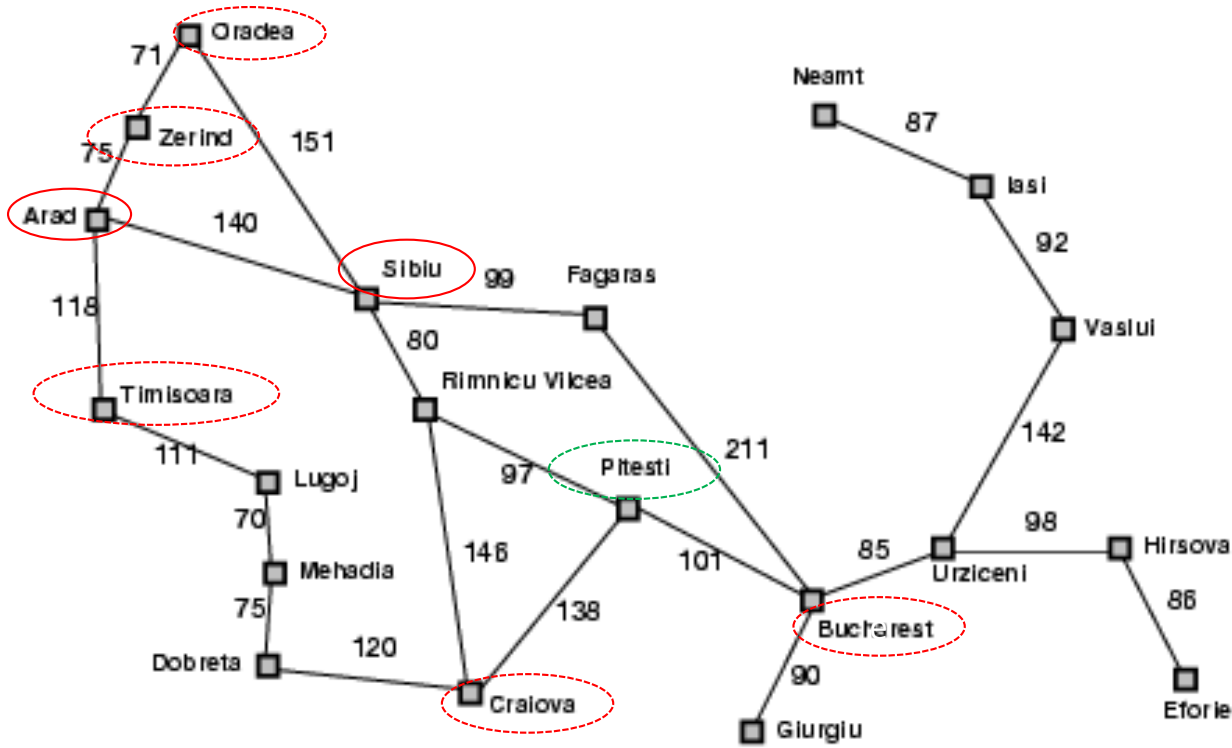 Oradea
71
Neamt
87
Zerind
151
75
Iasi
Arad
140
92
Sibiu
99
Fagaras
118
Vaslui
80
Rimnicu Vilcea
Timisoara
142
211
111
97
Pitesti
Lugoj
70
98
146
85
Hirsova
101
Urziceni
Mehadia
86
75
138
Bucharest
120
Dobreta
90
Craiova
Eforie
Giurgiu